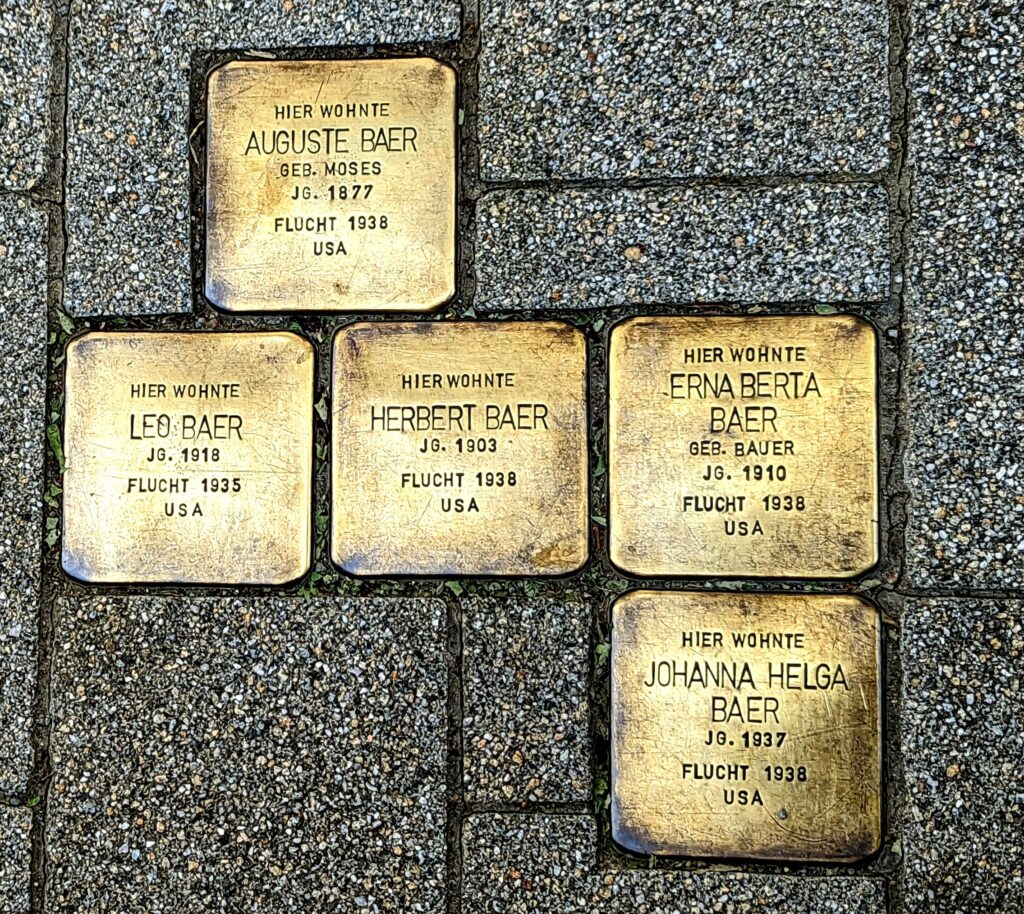 HIER WOHNTE
AUGUSTE BAER
GEB. MOSES
JG. 1877
FLUCHT 1938
USA
HIER WOHNTE
LEO BAER
JG. 1918
FLUCHT 1935
USA
HIER WOHNTE
HERBERT BAER
JG. 1903
FLUCHT 1938
USA
HIER WOHNTE
ERNA BERTA
BAER
GEB. BAUER
JG. 1910
FLUCHT 1938
USA
HIER WOHNTE
JOHANNA HELGA
BAER
JG. 1937
FLUCHT 1938
USA